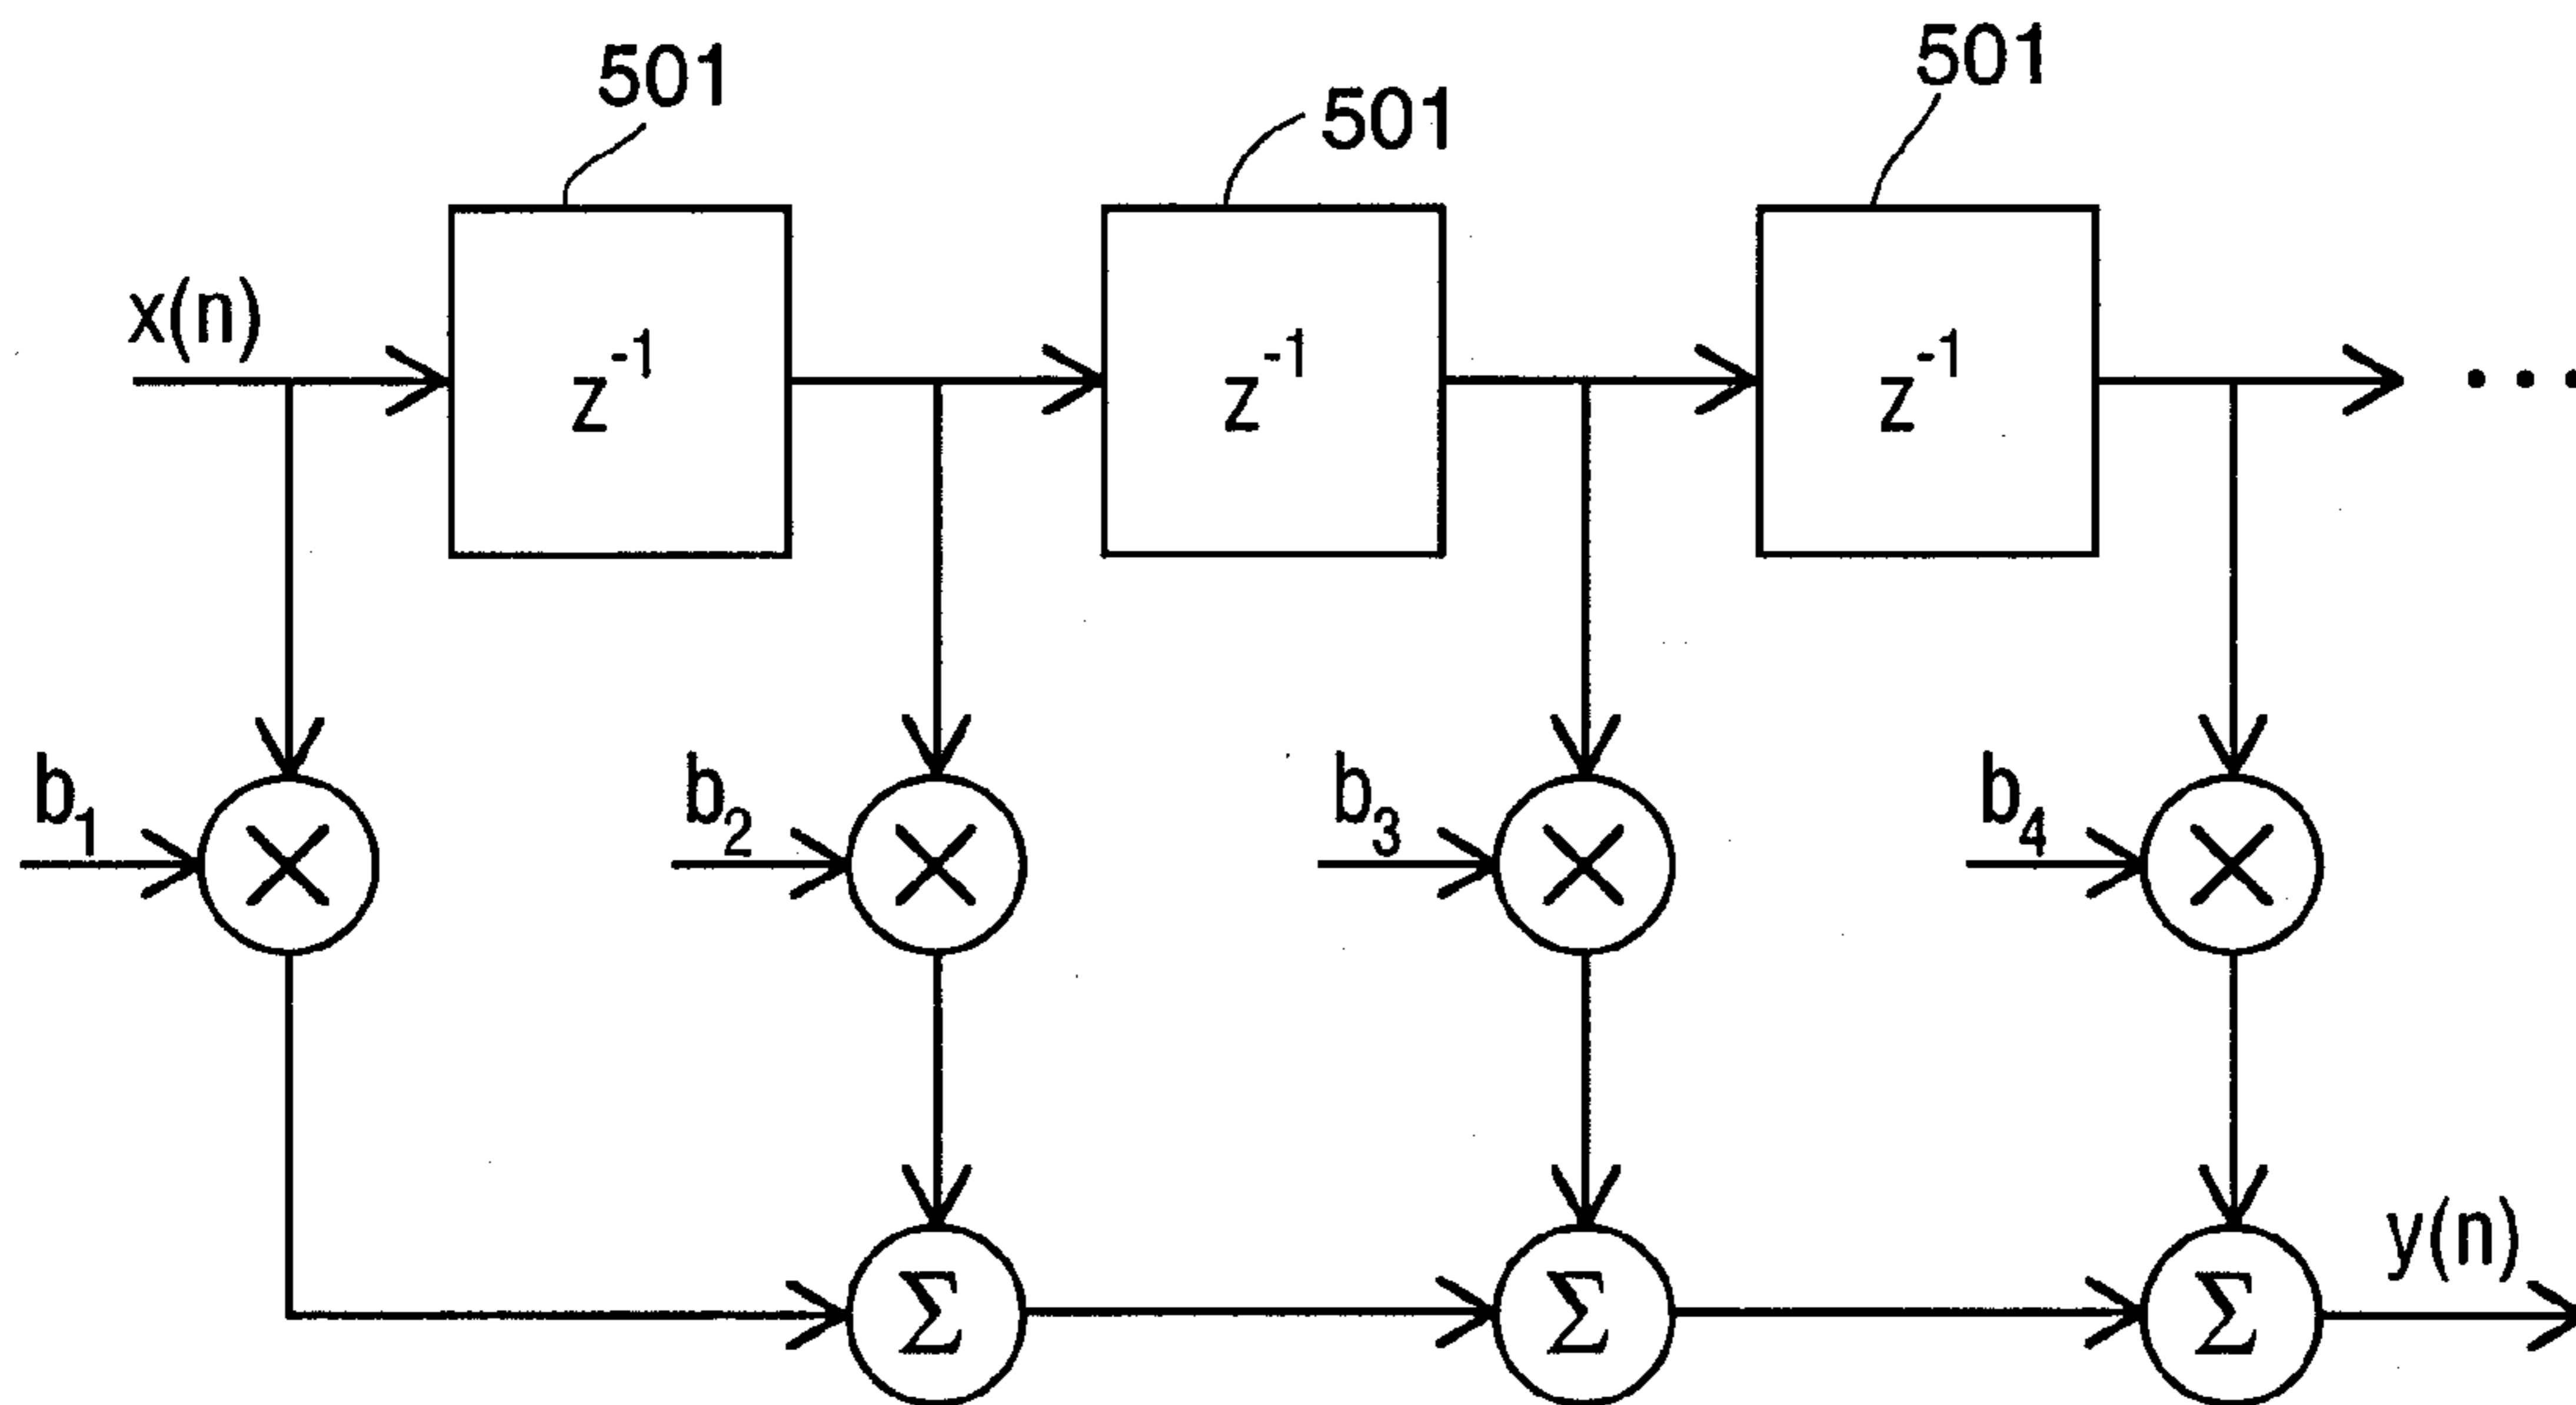 501
501
501
x(n)
z⁻¹
z⁻¹
z⁻¹
...
b₁
×
b₂
×
b₃
×
b₄
×
Σ
Σ
Σ
y(n)